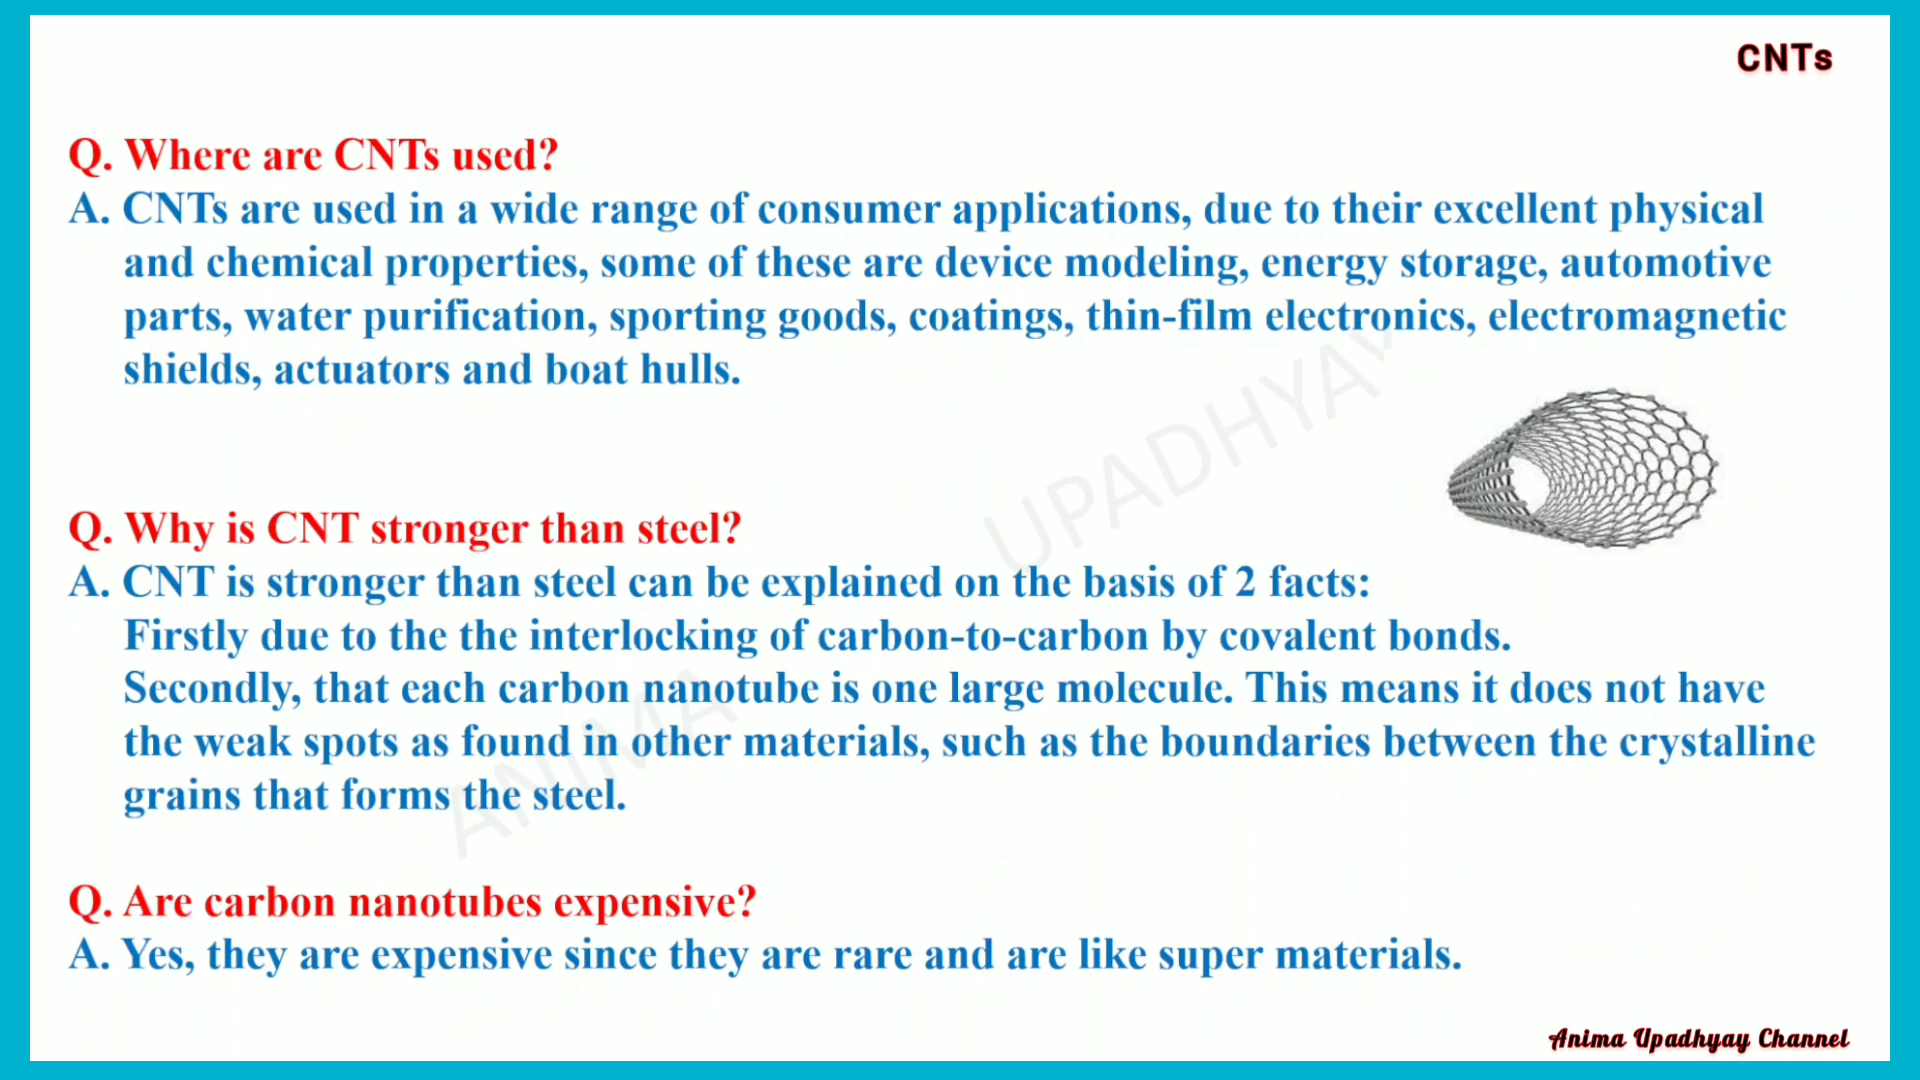 CNTs
Q. Where are CNTs used?
A. CNTs are used in a wide range of consumer applications, due to their excellent physical
and chemical properties, some of these are device modeling, energy storage, automotive
parts, water purification, sporting goods, coatings, thin-film electronics, electromagnetic
shields, actuators and boat hulls.
Q. Why is CNT stronger than steel?
A. CNT is stronger than steel can be explained on the basis of 2 facts:
Firstly due to the the interlocking of carbon-to-carbon by covalent bonds.
Secondly, that each carbon nanotube is one large molecule. This means it does not have
the weak spots as found in other materials, such as the boundaries between the crystalline
grains that forms the steel.
Q. Are carbon nanotubes expensive?
A. Yes, they are expensive since they are rare and are like super materials.
ANIMA UPADHYAY
Anima Upadhyay Channel